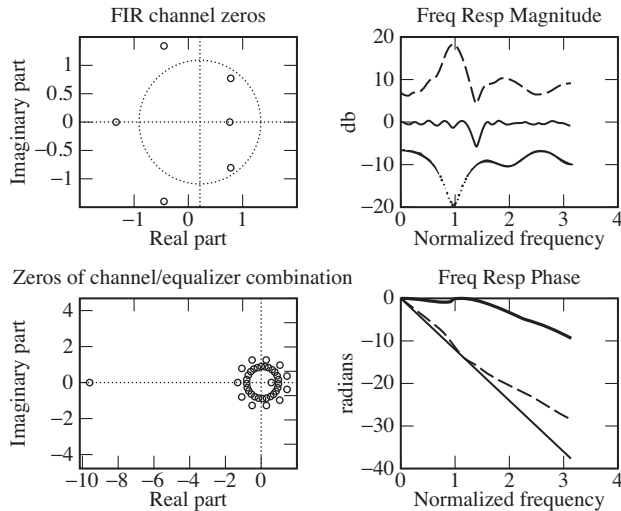 FIR channel zeros
Imaginary part
1
0.5
0
−0.5
−1
−1 0 1
Real part
Freq Resp Magnitude
db
20
10
0
−10
−20
0 1 2 3 4
Normalized frequency
Zeros of channel/equalizer combination
Imaginary part
4
2
0
−2
−4
−10 −8 −6 −4 −2 0
Real part
Freq Resp Phase
radians
0
−10
−20
−30
−40
0 1 2 3 4
Normalized frequency